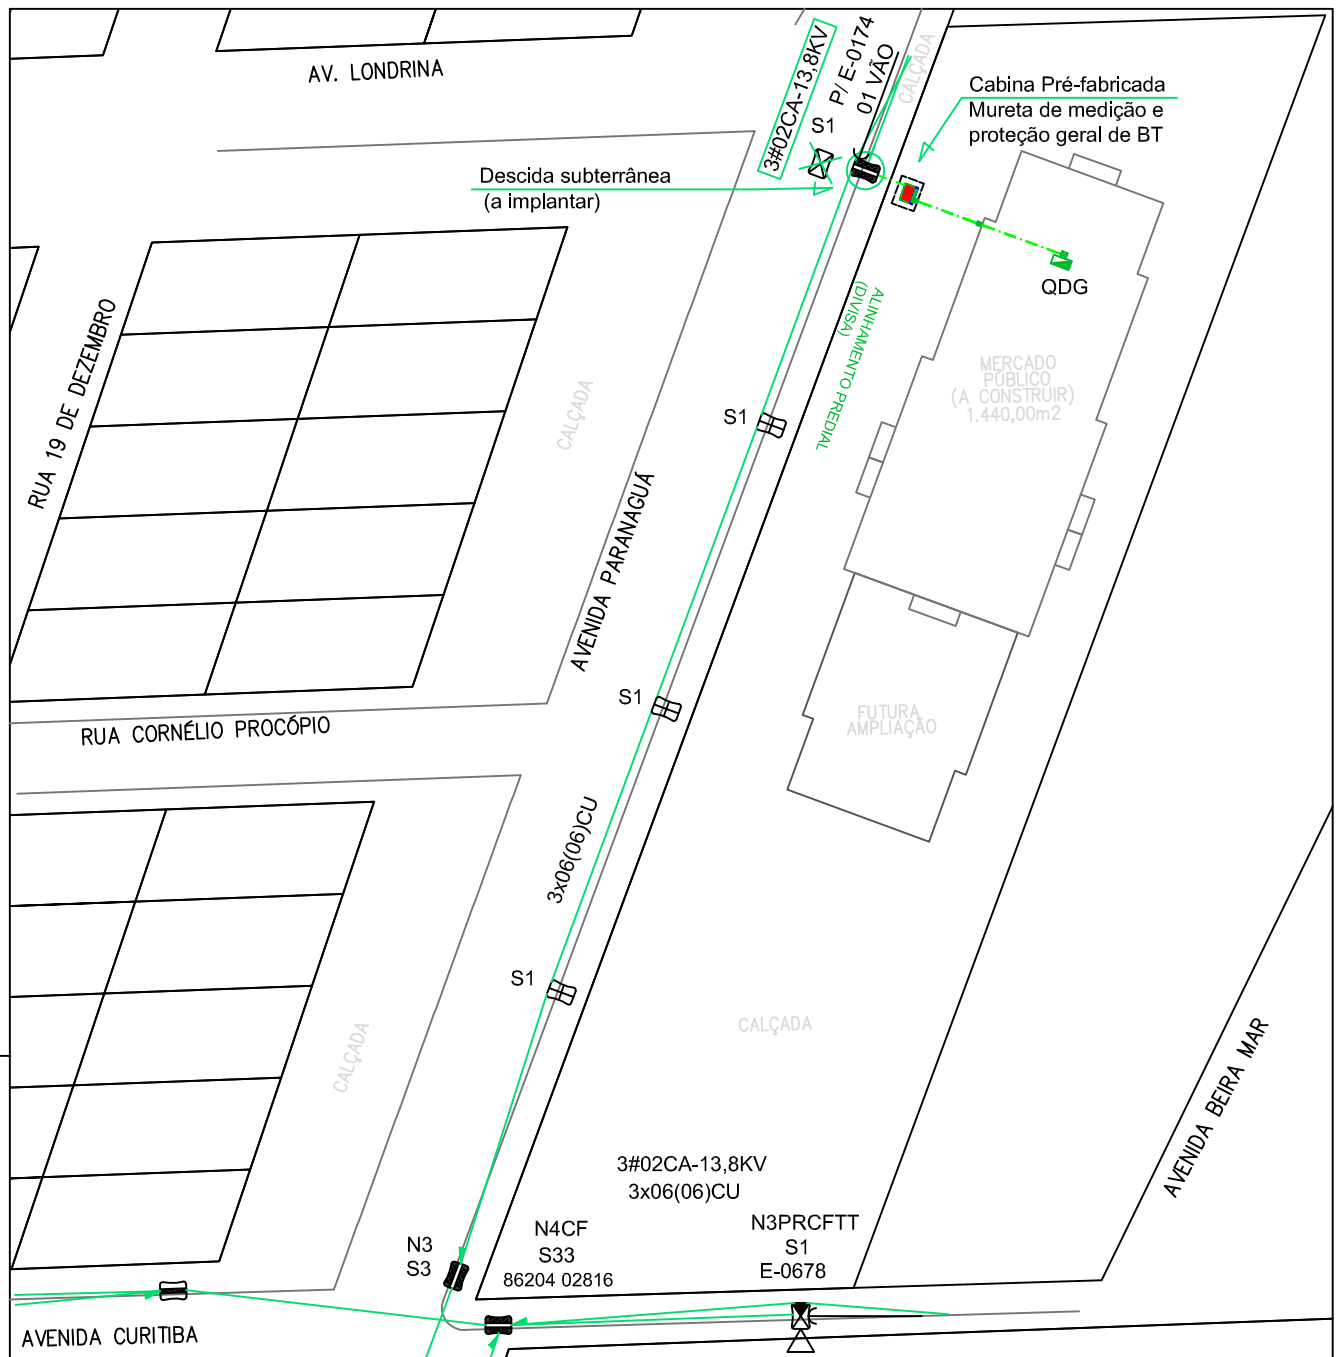 AV. LONDRINA
3#02CA-13,8KV
P/ E-0174
01 VÃO
S1
CALÇADA
Cabina Pré-fabricada
Mureta de medição e
proteção geral de BT
Descida subterrânea
(a implantar)
QDG
RUA 19 DE DEZEMBRO
ALINHAMENTO PREDIAL
(DIVISA)
MERCADO
PÚBLICO
(A CONSTRUIR)
1.440,00m2
CALÇADA
S1
AVENIDA PARANAGUÁ
S1
FUTURA
AMPLIAÇÃO
RUA CORNÉLIO PROCÓPIO
3x06(06)CU
S1
CALÇADA
CALÇADA
AVENIDA BEIRA MAR
3#02CA-13,8KV
3x06(06)CU
N3
S3
N4CF
S33
86204 02816
N3PRCFTT
S1
E-0678
AVENIDA CURITIBA